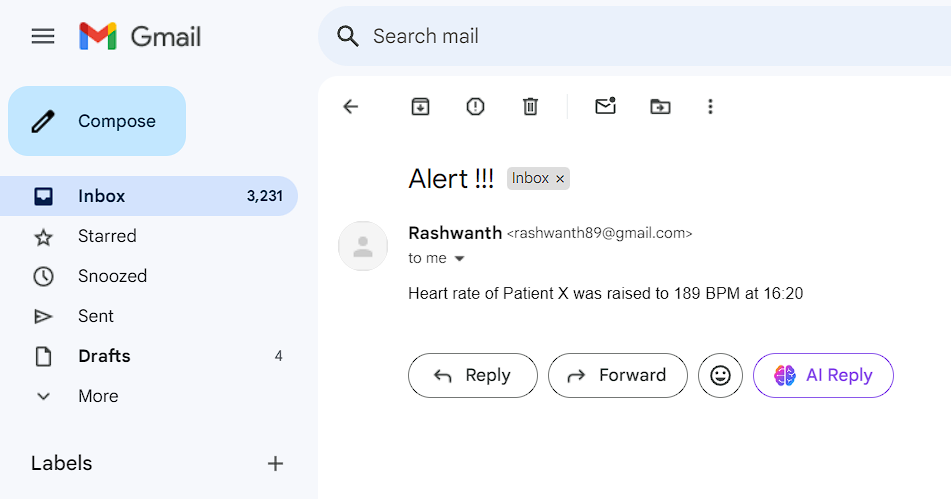 Gmail
Search mail
Compose
Inbox 3,231
Starred
Snoozed
Sent
Drafts 4
More
Labels
Alert !!! Inbox ×
Rashwanth <rashwanth89@gmail.com>
to me
Heart rate of Patient X was raised to 189 BPM at 16:20
Reply Forward AI Reply